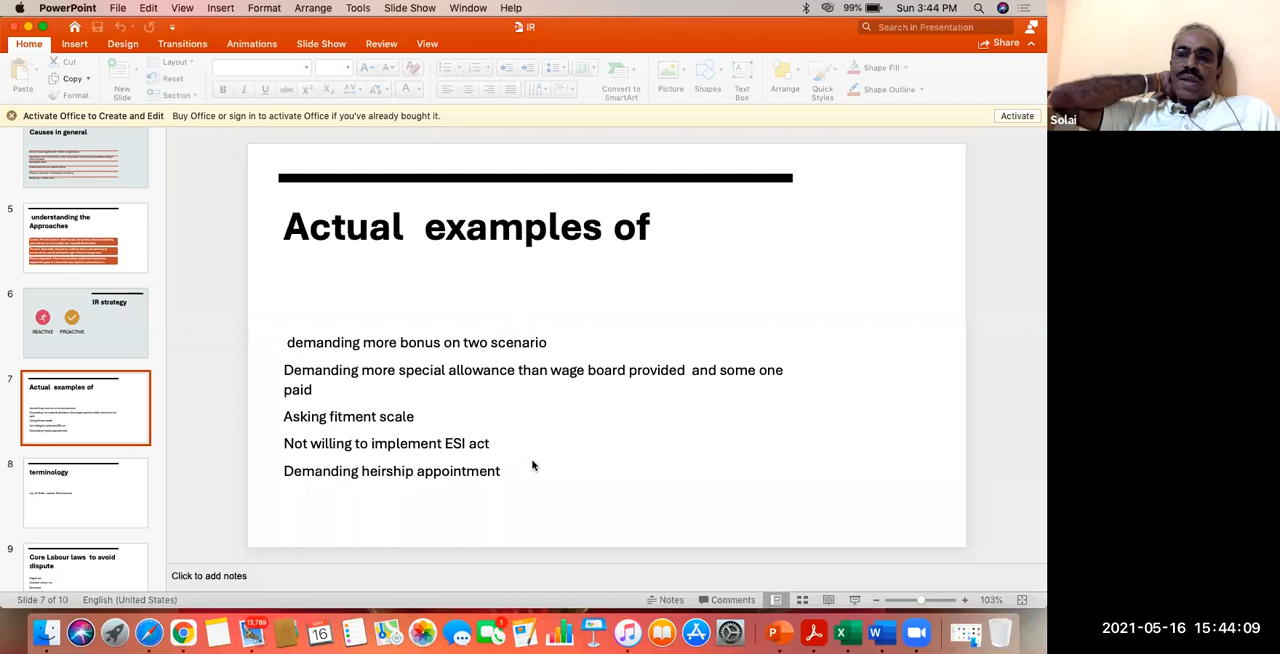 PowerPoint File Edit View Insert Format Arrange Tools Slide Show Window Help 99% Sun 3:44 PM
IR Search in Presentation
Home Insert Design Transitions Animations Slide Show Review View Share
Paste Cut Copy Format New Slide Layout Reset Section Convert to SmartArt Picture Shapes Text Box Arrange Quick Styles Shape Fill Shape Outline
Activate Office to Create and Edit Buy Office or sign in to activate Office if you've already bought it. Activate
Solai
Causes in general
5 understanding the
Approaches
6 IR strategy
REACTIVE PROACTIVE
7 Actual examples of
8 terminology
9 Core Labour laws to avoid
dispute
Actual examples of
demanding more bonus on two scenario
Demanding more special allowance than wage board provided and some one
paid
Asking fitment scale
Not willing to implement ESI act
Demanding heirship appointment
Click to add notes
Slide 7 of 10 English (United States) Notes Comments 103%
13,789
MAY
16
1
2021-05-16 15:44:09